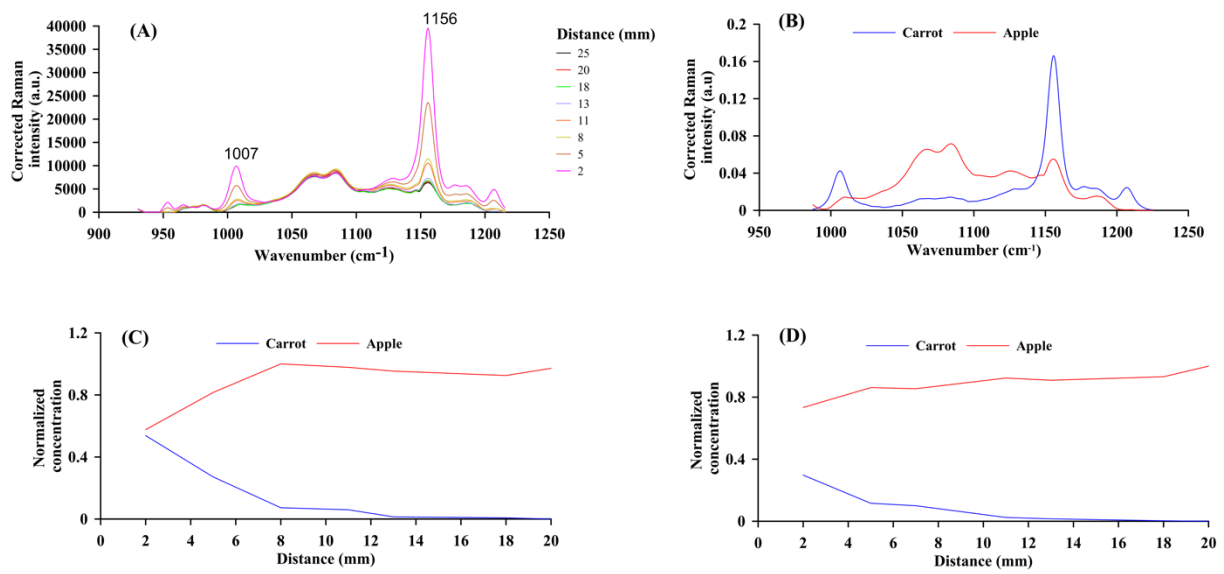 (A)
1007
1156
Corrected Raman
intensity (a.u.)
40000
35000
30000
25000
20000
15000
10000
5000
0
900 950 1000 1050 1100 1150 1200 1250
Wavenumber (cm-1)
Distance (mm)
25
20
18
13
11
8
5
2
(B)
Carrot Apple
Corrected Raman
intensity (a.u)
0.2
0.16
0.12
0.08
0.04
0
950 1000 1050 1100 1150 1200 1250
Wavenumber (cm-1)
(C)
Carrot Apple
Normalized
concentration
1.2
0.8
0.4
0
0 2 4 6 8 10 12 14 16 18 20
Distance (mm)
(D)
Carrot Apple
Normalized
concentration
1.2
0.8
0.4
0
0 2 4 6 8 10 12 14 16 18 20
Distance (mm)